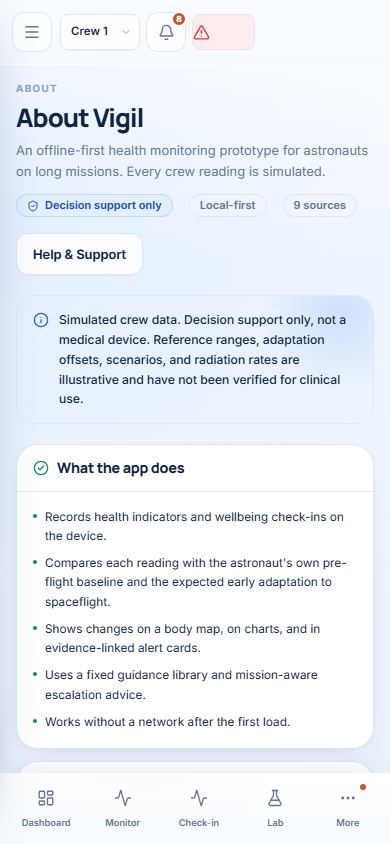 Crew 1
8
ABOUT
About Vigil
An offline-first health monitoring prototype for astronauts
on long missions. Every crew reading is simulated.
Decision support only
Local-first
9 sources
Help & Support
Simulated crew data. Decision support only, not a
medical device. Reference ranges, adaptation
offsets, scenarios, and radiation rates are
illustrative and have not been verified for clinical
use.
What the app does
Records health indicators and wellbeing check-ins on
the device.
Compares each reading with the astronaut's own pre-
flight baseline and the expected early adaptation to
spaceflight.
Shows changes on a body map, on charts, and in
evidence-linked alert cards.
Uses a fixed guidance library and mission-aware
escalation advice.
Works without a network after the first load.
Dashboard
Monitor
Check-in
Lab
More